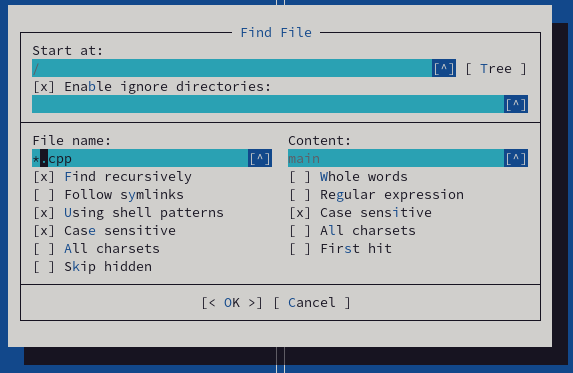 Find File
Start at:
/ [^] [ Tree ]
[x] Enable ignore directories:
[^]
File name: Content:
*.cpp [^] main [^]
[x] Find recursively [ ] Whole words
[ ] Follow symlinks [ ] Regular expression
[x] Using shell patterns [x] Case sensitive
[x] Case sensitive [ ] All charsets
[ ] All charsets [ ] First hit
[ ] Skip hidden
[< OK >] [ Cancel ]